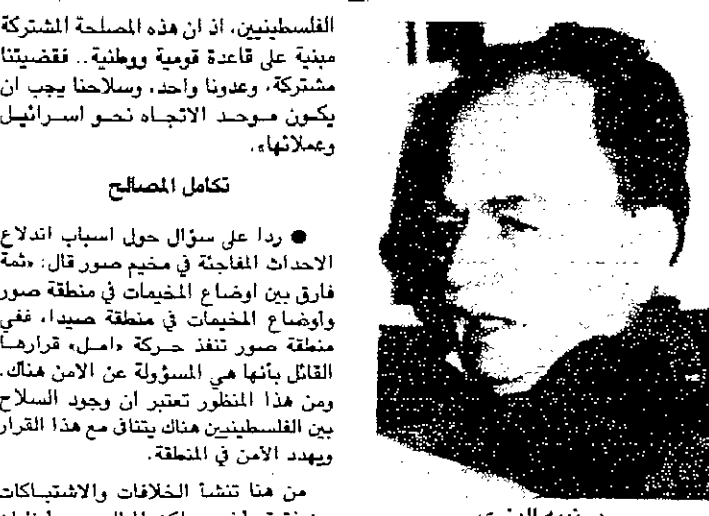 الفلسطينيين، اذ ان هذه المصلحة المشتركة
مبنية على قاعدة قومية ووطنية.. فقضيتنا
مشتركة، وعدونا واحد، وسلاحنا يجب ان
يكون موحد الاتجاه نحو اسرائيل
وعملائها».
تكامل المصالح
● ردا على سؤال حول اسباب اندلاع
الاحداث المفاجئة في مخيم صور قال: «ثمة
فارق بين اوضاع المخيمات في منطقة صور
واوضاع المخيمات في منطقة صيدا، ففي
منطقة صور تنفذ حركة «امل» قرارها
القائل بأنها هي المسؤولة عن الامن هناك.
ومن هذا المنظور تعتبر ان وجود السلاح
بين الفلسطينيين هناك يتنافى مع هذا القرار
ويهدد الأمن في المنطقة.
من هنا تنشأ الخلافات والاشتباكات